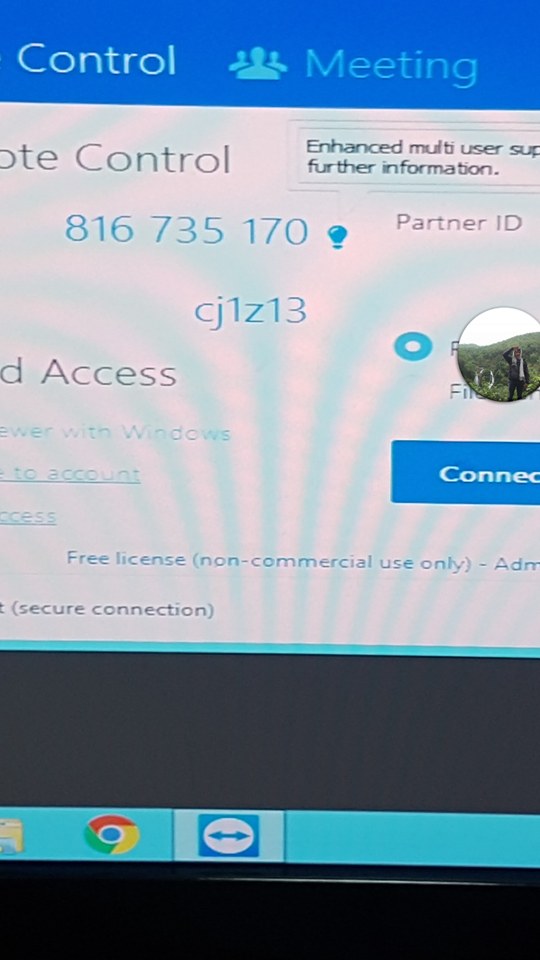 Control Meeting
ote Control
Enhanced multi user sup
further information.
816 735 170
Partner ID
cj1z13
d Access
ewer with Windows
e to account
ccess
Connec
Free license (non-commercial use only) - Adm
t (secure connection)